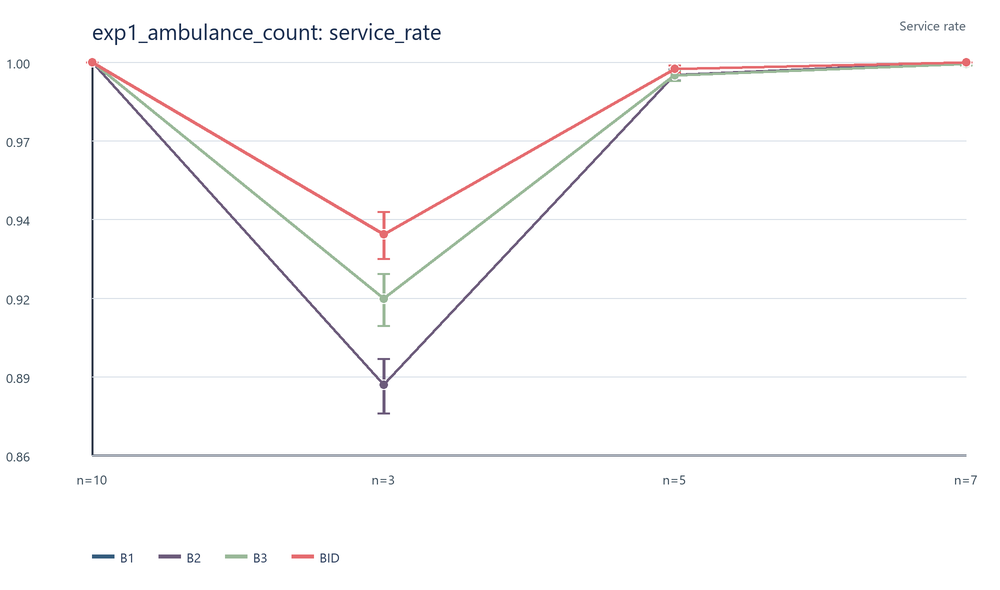 exp1_ambulance_count: service_rate
Service rate
1.00
0.97
0.94
0.92
0.89
0.86
n=10 n=3 n=5 n=7
B1 B2 B3 BID